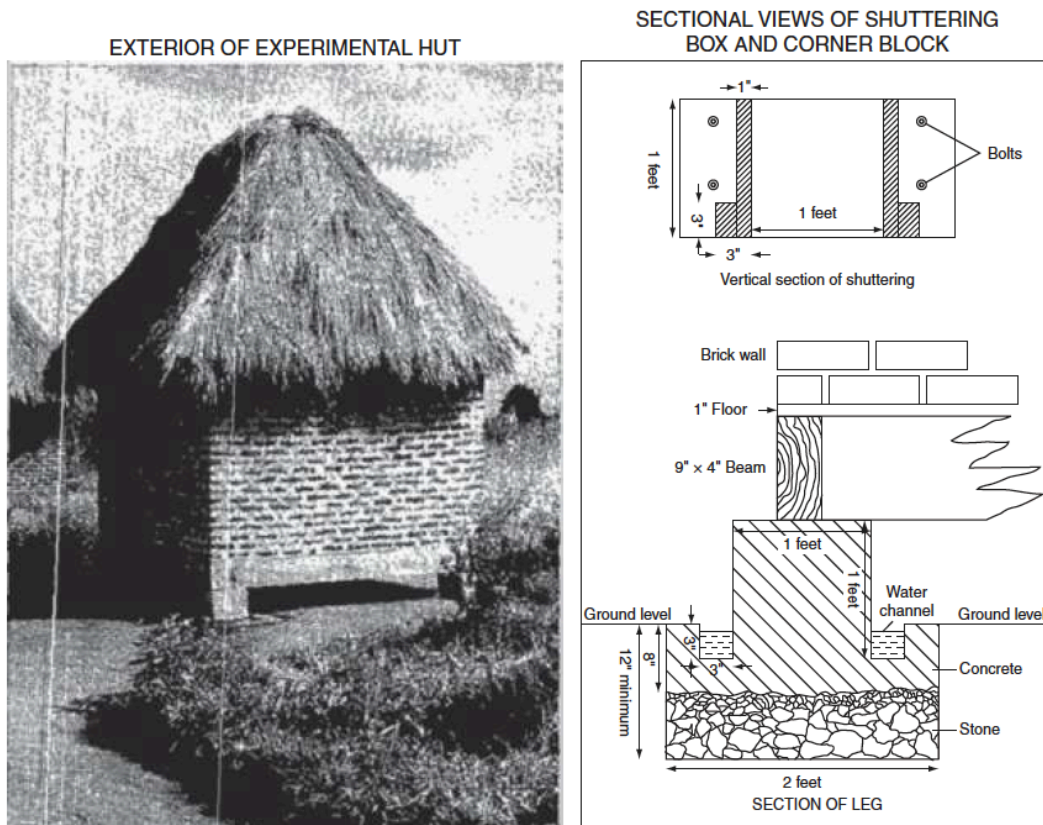 EXTERIOR OF EXPERIMENTAL HUT
SECTIONAL VIEWS OF SHUTTERING
BOX AND CORNER BLOCK
1"
1 feet
Bolts
3"
1 feet
3"
Vertical section of shuttering
Brick wall
1" Floor
9" × 4" Beam
1 feet
1 feet
Water
channel
Ground level
Ground level
3"
8"
12" minimum
3"
Concrete
Stone
2 feet
SECTION OF LEG